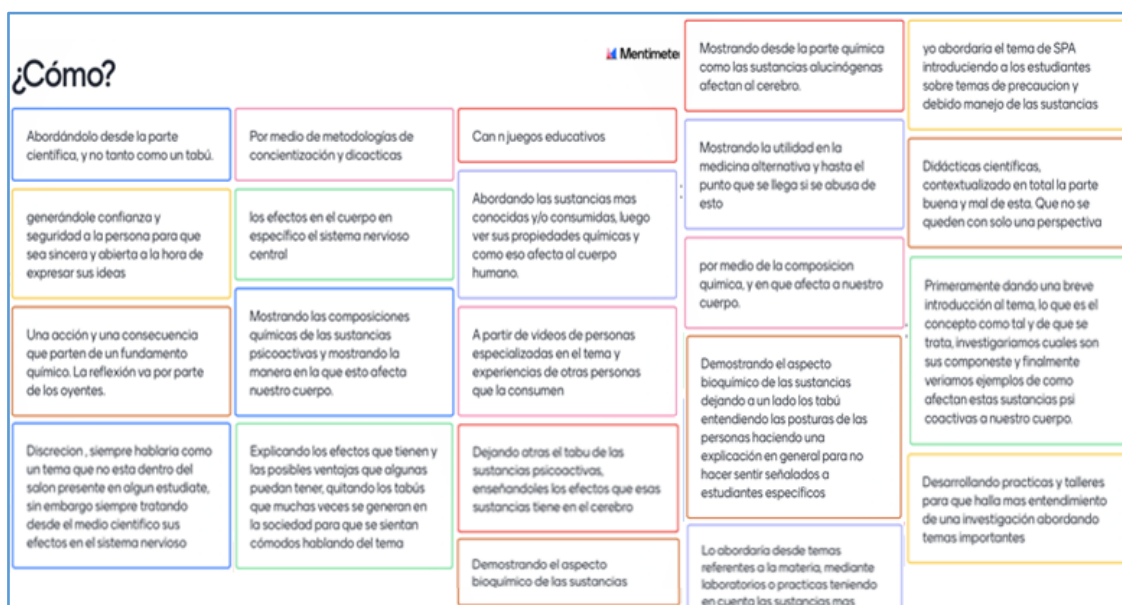 ¿Cómo?
Mentimete
Abordándolo desde la parte
científica, y no tanto como un tabú.
generándole confianza y
seguridad a la persona para que
sea sincera y abierta a la hora de
expresar sus ideas
Una acción y una consecuencia
que parten de un fundamento
químico. La reflexión va por parte
de los oyentes.
Discrecion , siempre hablaria como
un tema que no esta dentro del
salon presente en algun estudiate,
sin embargo siempre tratando
desde el medio cientifico sus
efectos en el sistema nervioso
Por medio de metodologías de
concientización y dicacticas
los efectos en el cuerpo en
específico el sistema nervioso
central
Mostrando las composiciones
químicas de las sustancias
psicoactivas y mostrando la
manera en la que esto afecta
nuestro cuerpo.
Explicando los efectos que tienen y
las posibles ventajas que algunas
puedan tener, quitando los tabús
que muchas veces se generan en
la sociedad para que se sientan
cómodos hablando del tema
Can n juegos educativos
Abordando las sustancias mas
conocidas y/o consumidas, luego
ver sus propiedades químicas y
como eso afecta al cuerpo
humano.
A partir de videos de personas
especializadas en el tema y
experiencias de otras personas
que la consumen
Dejando atras el tabu de las
sustancias psicoactivas,
enseñandoles los efectos que esas
sustancias tiene en el cerebro
Demostrando el aspecto
bioquímico de las sustancias
Mostrando desde la parte química
como las sustancias alucinógenas
afectan al cerebro.
Mostrando la utilidad en la
medicina alternativa y hasta el
punto que se llega si se abusa de
esto
por medio de la composicion
quimica, y en que afecta a nuestro
cuerpo.
Demostrando el aspecto
bioquímico de las sustancias
dejando a un lado los tabú
entendiendo las posturas de las
personas haciendo una
explicación en general para no
hacer sentir señalados a
estudiantes específicos
Lo abordaría desde temas
referentes a la materia, mediante
laboratorios o practicas teniendo
en cuenta las sustancias mas
yo abordaria el tema de SPA
introduciendo a los estudiantes
sobre temas de precaucion y
debido manejo de las sustancias
Didácticas científicas,
contextualizado en total la parte
buena y mal de esta. Que no se
queden con solo una perspectiva
Primeramente dando una breve
introducción al tema, lo que es el
concepto como tal y de que se
trata, investigariamos cuales son
sus componeste y finalmente
veriamos ejemplos de como
afectan estas sustancias psi
coactivas a nuestro cuerpo.
Desarrollando practicas y talleres
para que halla mas entendimiento
de una investigación abordando
temas importantes